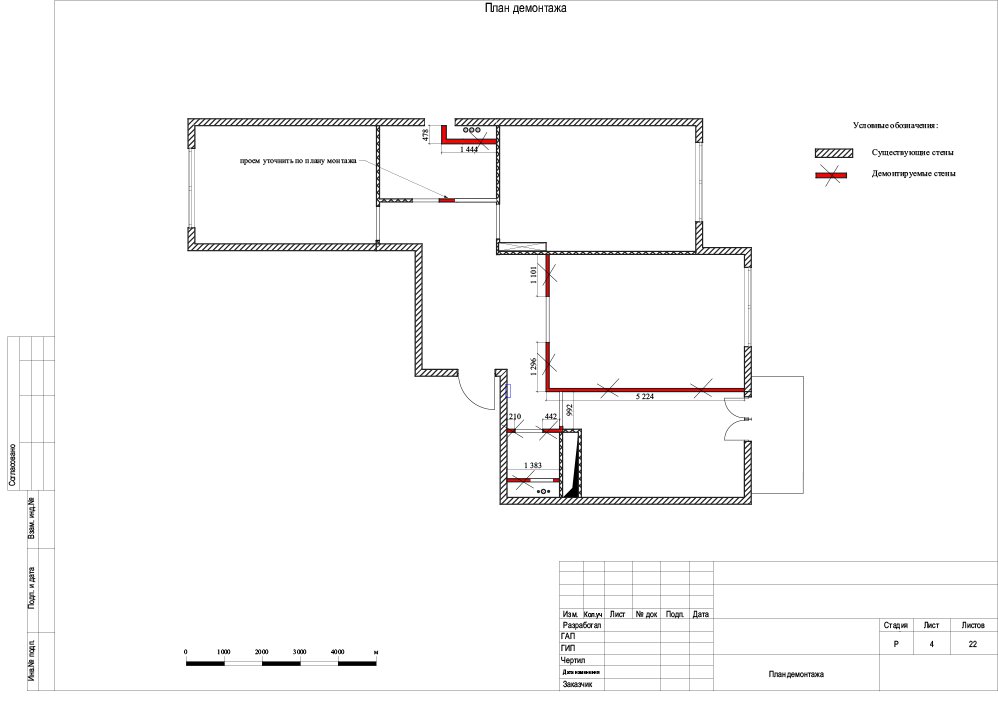 План демонтажа
478
1 444
проем уточнить по плану монтажа
Условные обозначения:
Существующие стены
Демонтируемые стены
1 101
1 296
5 224
992
210
442
1 383
Согласовано
Взам. инд.№
Подп. и дата
Инв.№ подл.
0 1000 2000 3000 4000 м
Изм. Кол.уч Лист № док Подп. Дата
Разработал
ГАП
ГИП
Чертил
Дата изменения
Заказчик
Стадия Лист Листов
Р 4 22
План демонтажа